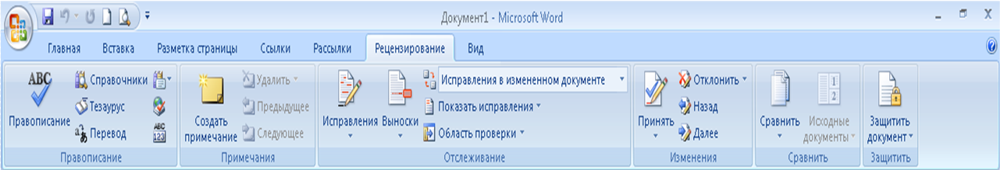 Документ1 - Microsoft Word
Главная Вставка Разметка страницы Ссылки Рассылки Рецензирование Вид
ABC Справочники Удалить Исправления в измененном документе Отклонить 1 2
Тезаурус Предыдущее Показать исправления Назад
Правописание Перевод ABC 123 Создать примечание Следующее Исправления Выноски Область проверки Принять Далее Сравнить Исходные документы Защитить документ
Правописание Примечания Отслеживание Изменения Сравнить Защитить